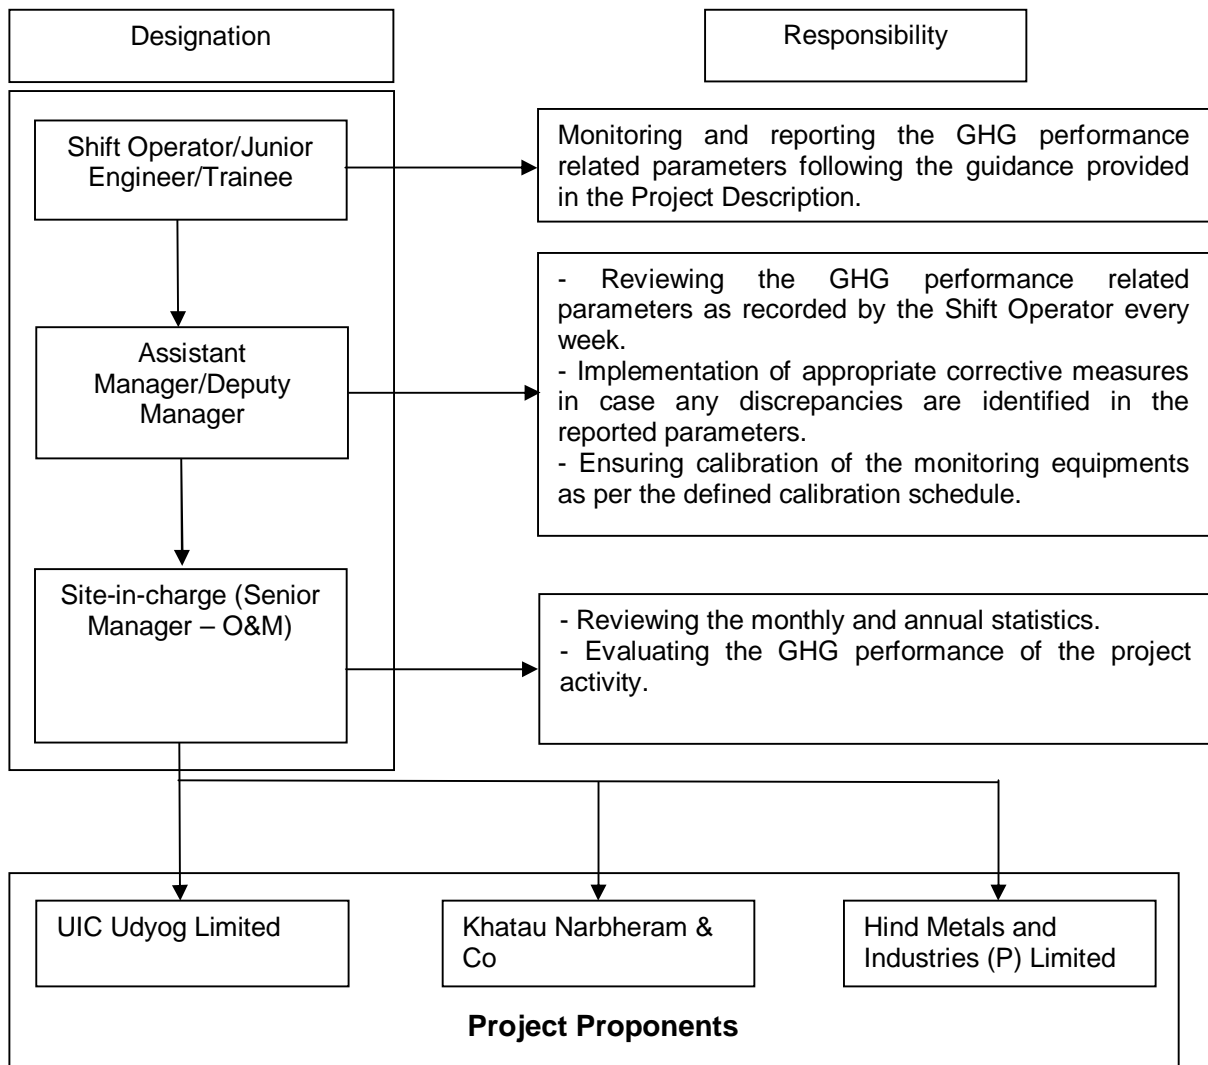 Designation
Responsibility
Shift Operator/Junior
Engineer/Trainee
Monitoring and reporting the GHG performance
related parameters following the guidance provided
in the Project Description.
Assistant
Manager/Deputy
Manager
- Reviewing the GHG performance related
parameters as recorded by the Shift Operator every
week.
- Implementation of appropriate corrective measures
in case any discrepancies are identified in the
reported parameters.
- Ensuring calibration of the monitoring equipments
as per the defined calibration schedule.
Site-in-charge (Senior
Manager – O&M)
- Reviewing the monthly and annual statistics.
- Evaluating the GHG performance of the project
activity.
UIC Udyog Limited
Khatau Narbheram &
Co
Hind Metals and
Industries (P) Limited
Project Proponents